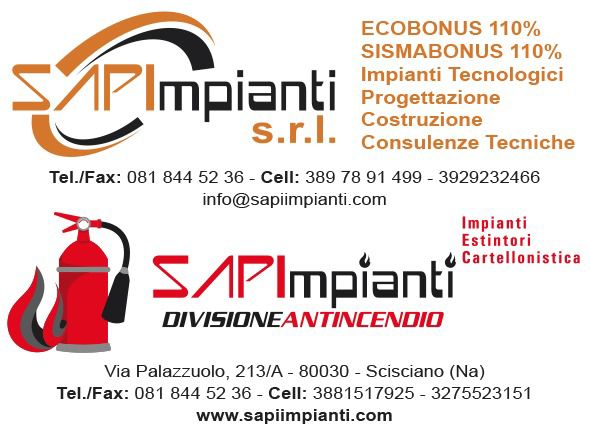 SAPImpianti
s.r.l.
ECOBONUS 110%
SISMABONUS 110%
Impianti Tecnologici
Progettazione
Costruzione
Consulenze Tecniche
Tel./Fax: 081 844 52 36 - Cell: 389 78 91 499 - 3929232466
info@sapiimpianti.com
Impianti
Estintori
Cartellonistica
SAPImpianti
DIVISIONEANTINCENDIO
Via Palazzuolo, 213/A - 80030 - Scisciano (Na)
Tel./Fax: 081 844 52 36 - Cell: 3881517925 - 3275523151
www.sapiimpianti.com